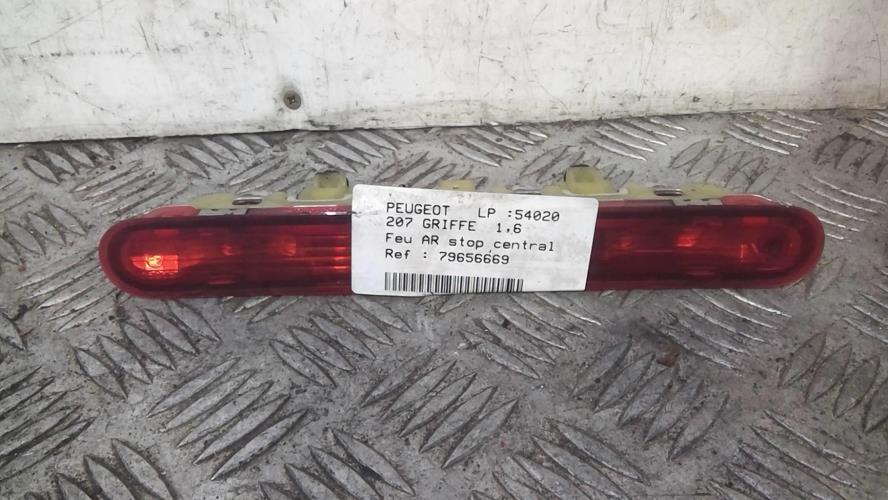 PEUGEOT LP :54020
207 GRIFFE 1,6
Feu AR stop central
Ref : 79656669